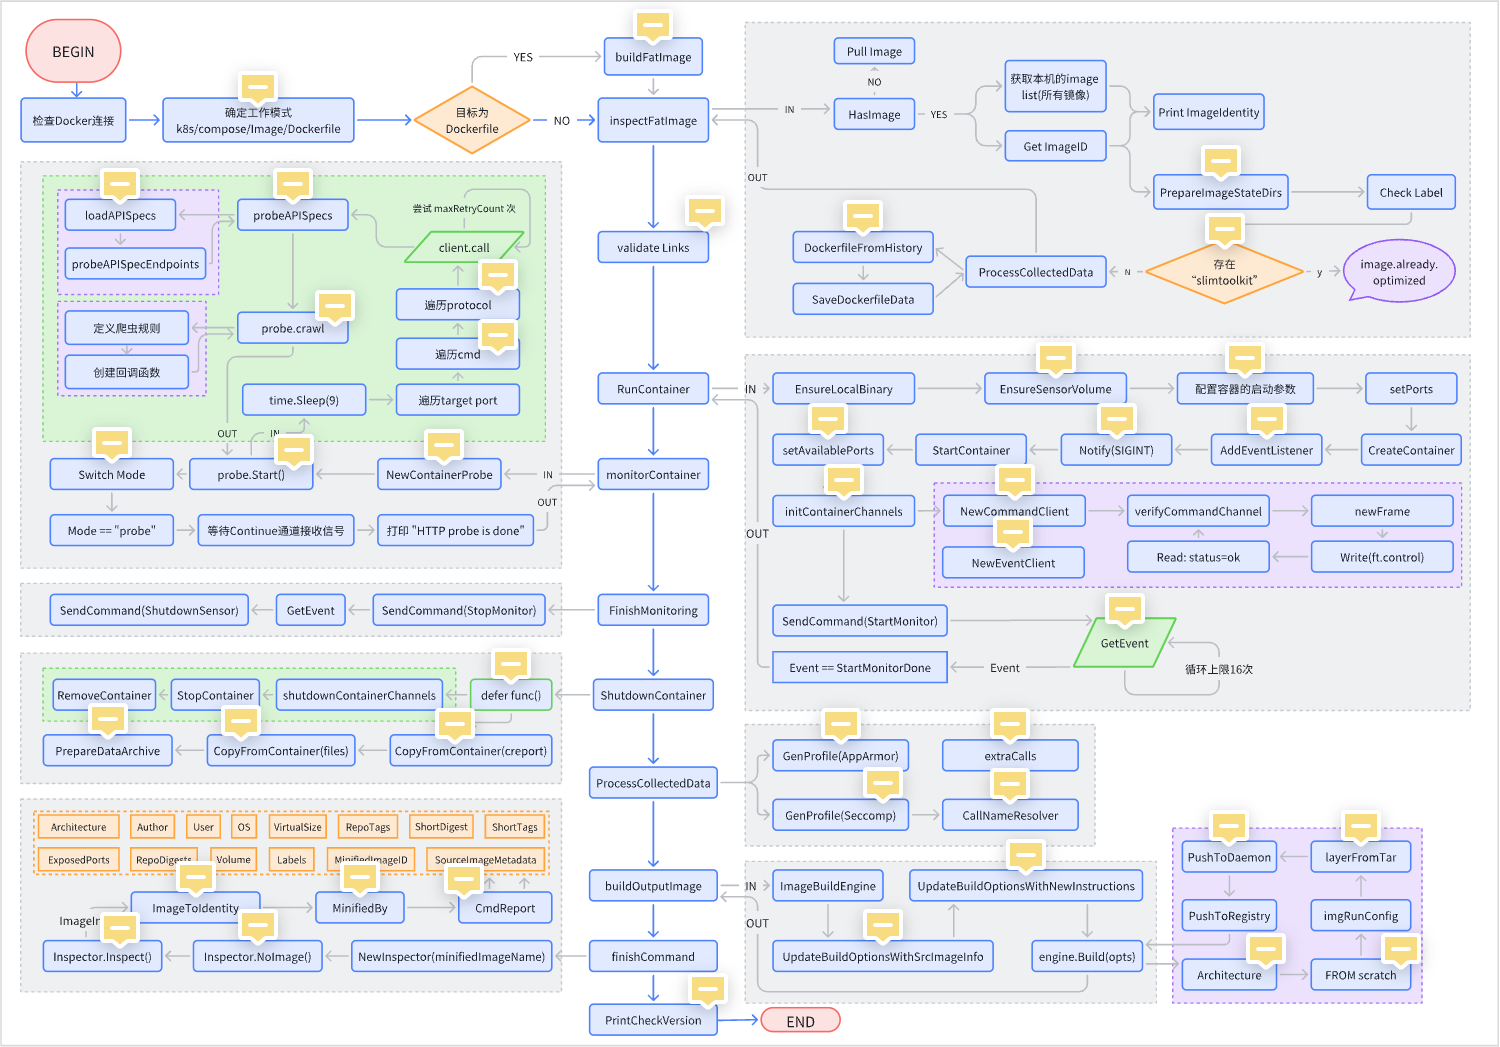 BEGIN
检查Docker连接
确定工作模式
k8s/compose/Image/Dockerfile
目标为
Dockerfile
YES
NO
buildFatImage
inspectFatImage
validate Links
RunContainer
monitorContainer
FinishMonitoring
ShutdownContainer
ProcessCollectedData
buildOutputImage
finishCommand
PrintCheckVersion
END
IN
OUT
Pull Image
NO
HasImage
YES
获取本机的image
list(所有镜像)
Get ImageID
Print ImageIdentity
PrepareImageStateDirs
Check Label
存在
“slimtoolkit”
y
image.already.
optimized
N
ProcessCollectedData
DockerfileFromHistory
SaveDockerfileData
loadAPISpecs
probeAPISpecEndpoints
probeAPISpecs
尝试 maxRetryCount 次
client.call
遍历protocol
遍历cmd
遍历target port
定义爬虫规则
创建回调函数
probe.crawl
time.Sleep(9)
OUT
IN
Switch Mode
probe.Start()
NewContainerProbe
IN
OUT
Mode == "probe"
等待Continue通道接收信号
打印 "HTTP probe is done"
IN
OUT
EnsureLocalBinary
EnsureSensorVolume
配置容器的启动参数
setPorts
setAvailablePorts
StartContainer
Notify(SIGINT)
AddEventListener
CreateContainer
initContainerChannels
NewCommandClient
verifyCommandChannel
newFrame
NewEventClient
Read: status=ok
Write(ft.control)
SendCommand(StartMonitor)
GetEvent
Event == StartMonitorDone
Event
循环上限16次
SendCommand(ShutdownSensor)
GetEvent
SendCommand(StopMonitor)
RemoveContainer
StopContainer
shutdownContainerChannels
defer func()
PrepareDataArchive
CopyFromContainer(files)
CopyFromContainer(creport)
GenProfile(AppArmor)
extraCalls
GenProfile(Seccomp)
CallNameResolver
IN
OUT
ImageBuildEngine
UpdateBuildOptionsWithNewInstructions
UpdateBuildOptionsWithSrcImageInfo
engine.Build(opts)
PushToDaemon
layerFromTar
PushToRegistry
imgRunConfig
Architecture
FROM scratch
Architecture
Author
User
OS
VirtualSize
RepoTags
ShortDigest
ShortTags
ExposedPorts
RepoDigests
Volume
Labels
MinifiedImageID
SourceImageMetadata
ImageToIdentity
MinifiedBy
CmdReport
Inspector.Inspect()
Inspector.NoImage()
NewInspector(minifiedImageName)